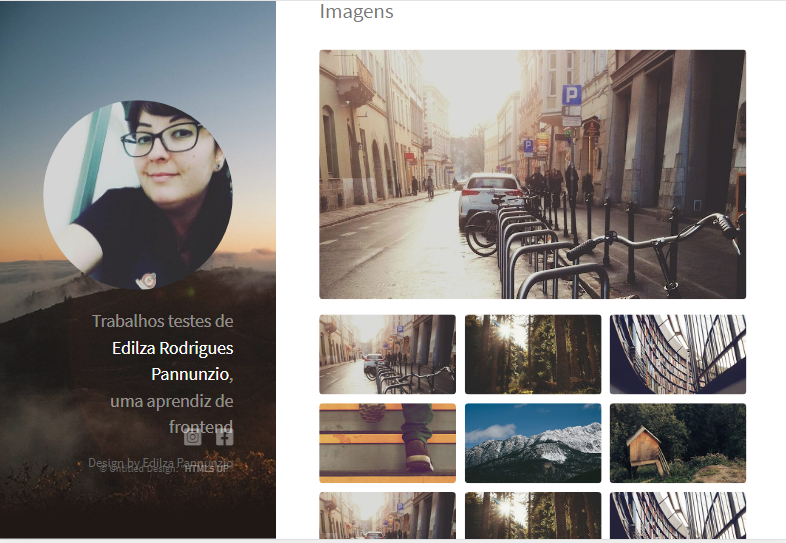 Imagens
P
P
Trabalhos testes de
Edilza Rodrigues
Pannunzio,
uma aprendiz de
frontend
Design by Edilza Pannunzio
© Untitled Design. HTML5 UP